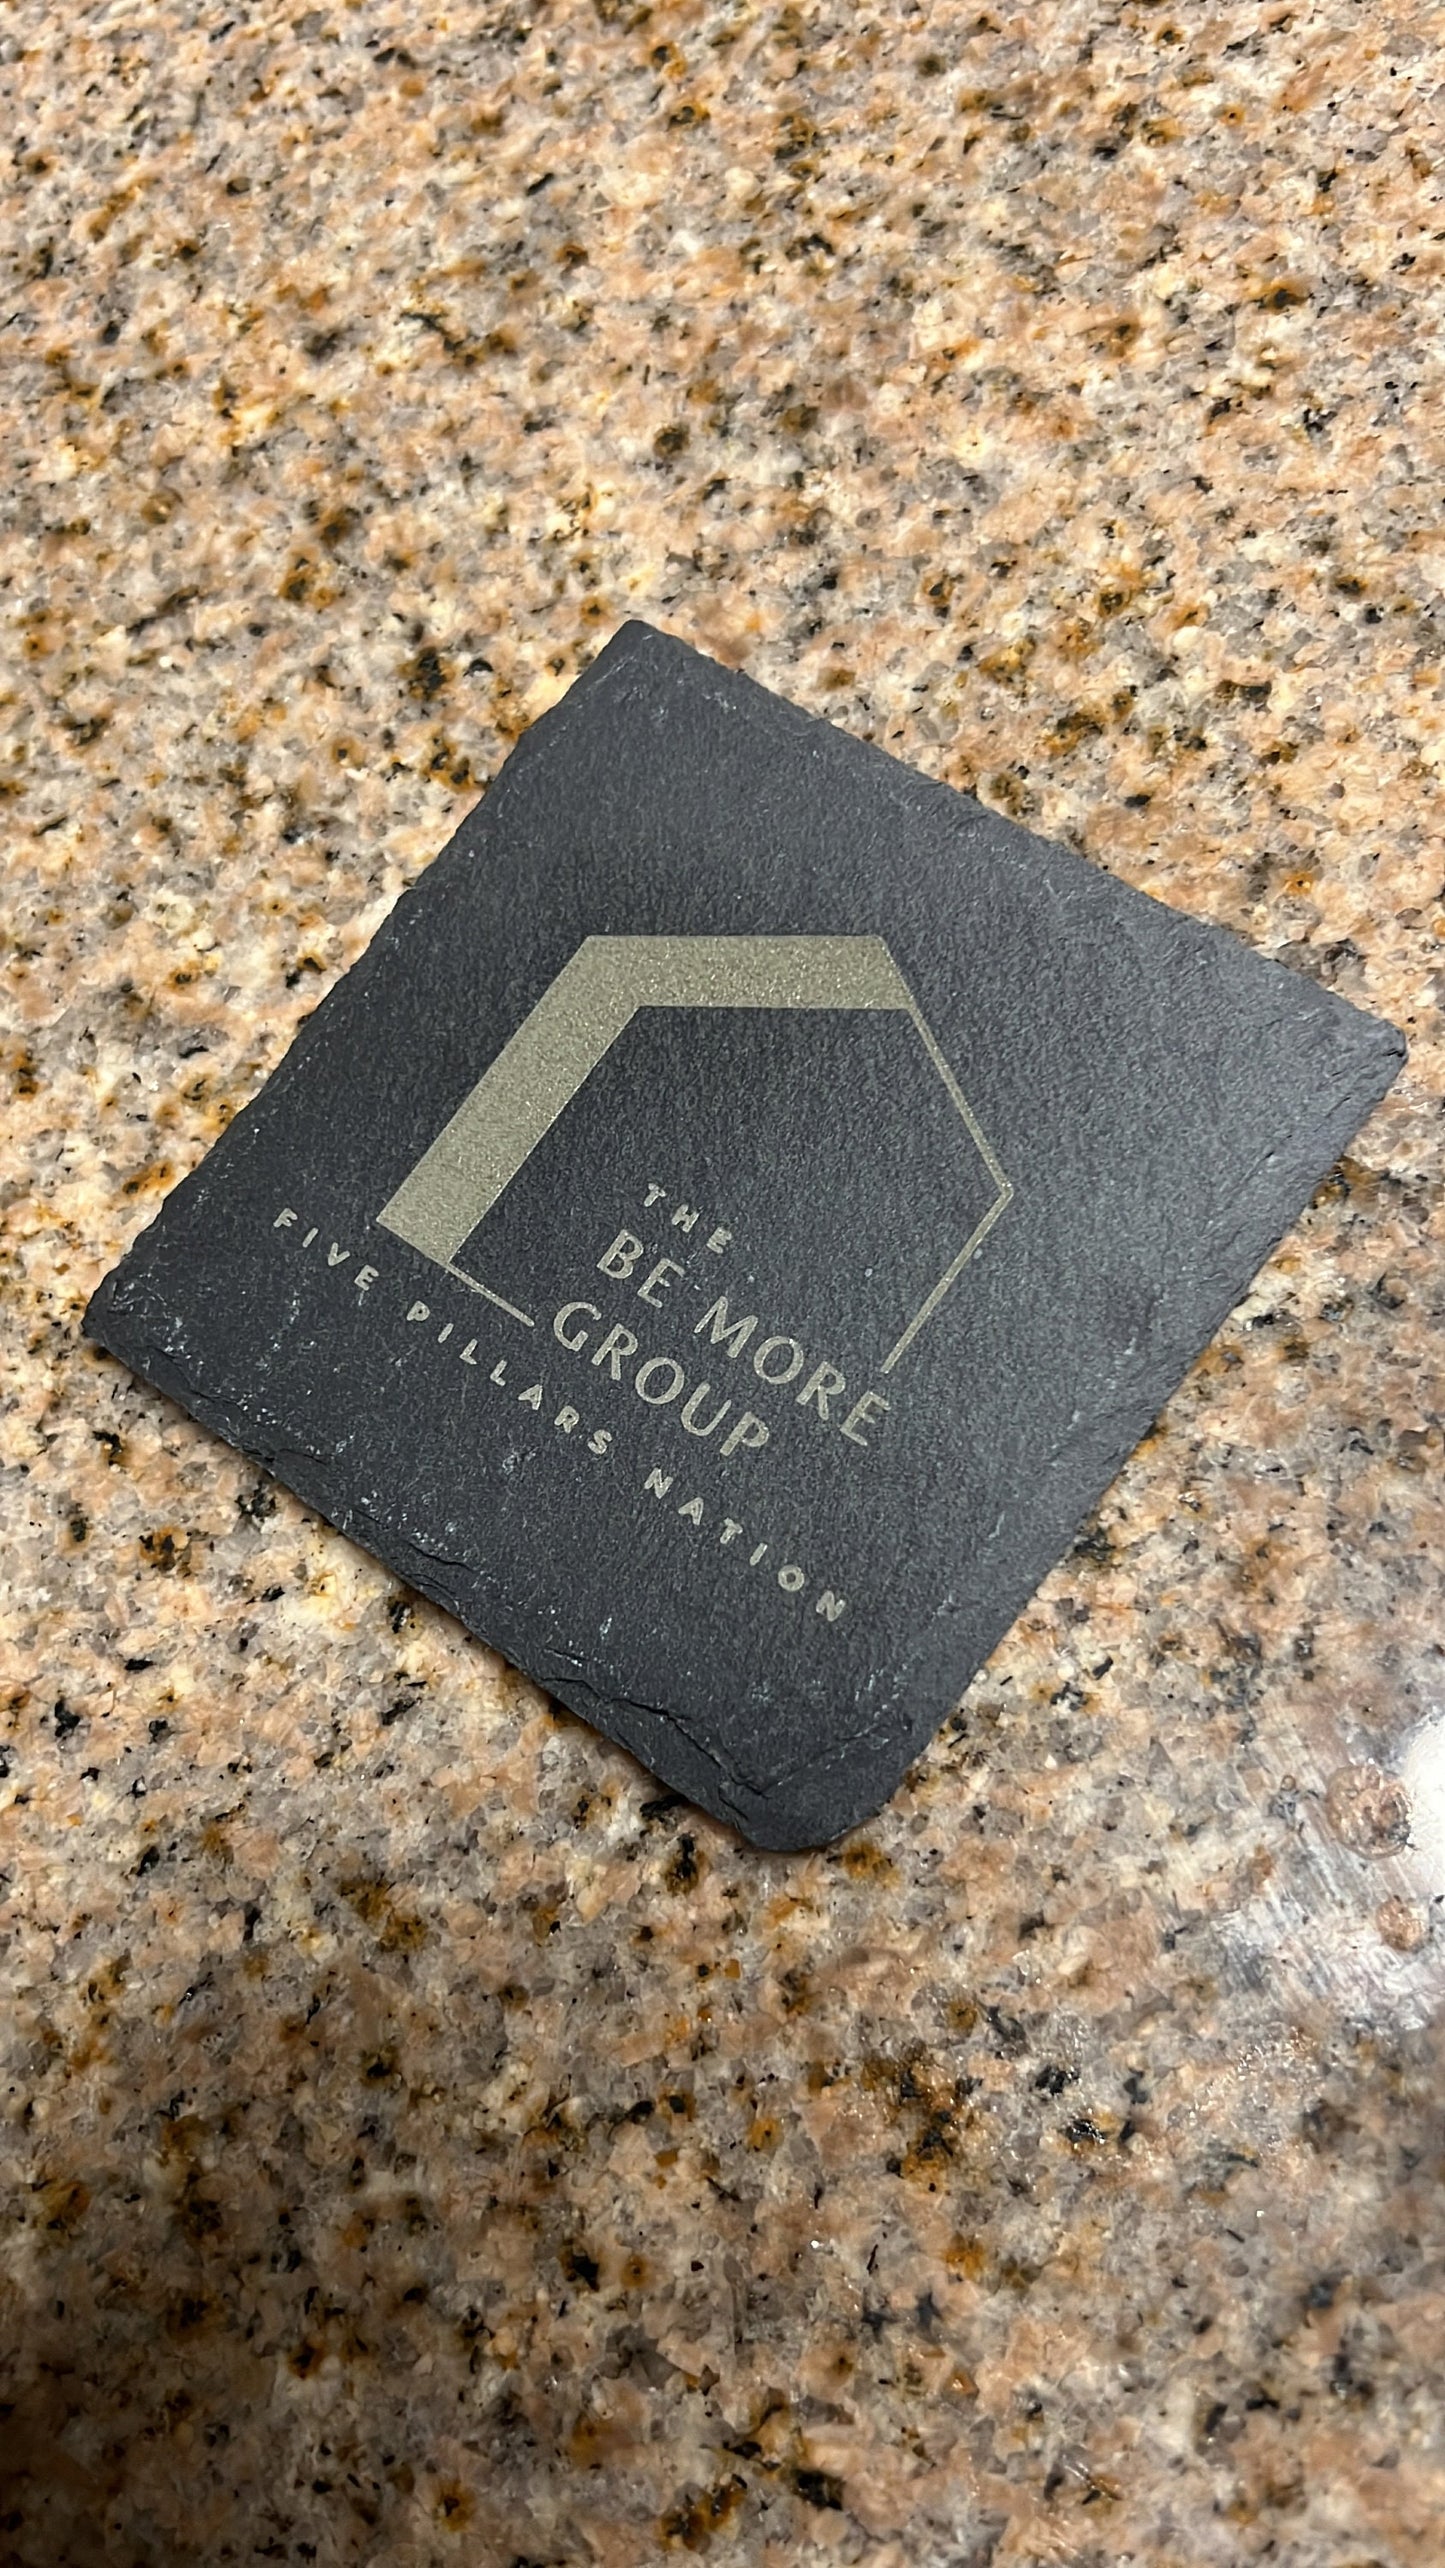 THE
BE MORE
GROUP
FIVE PILLARS NATION